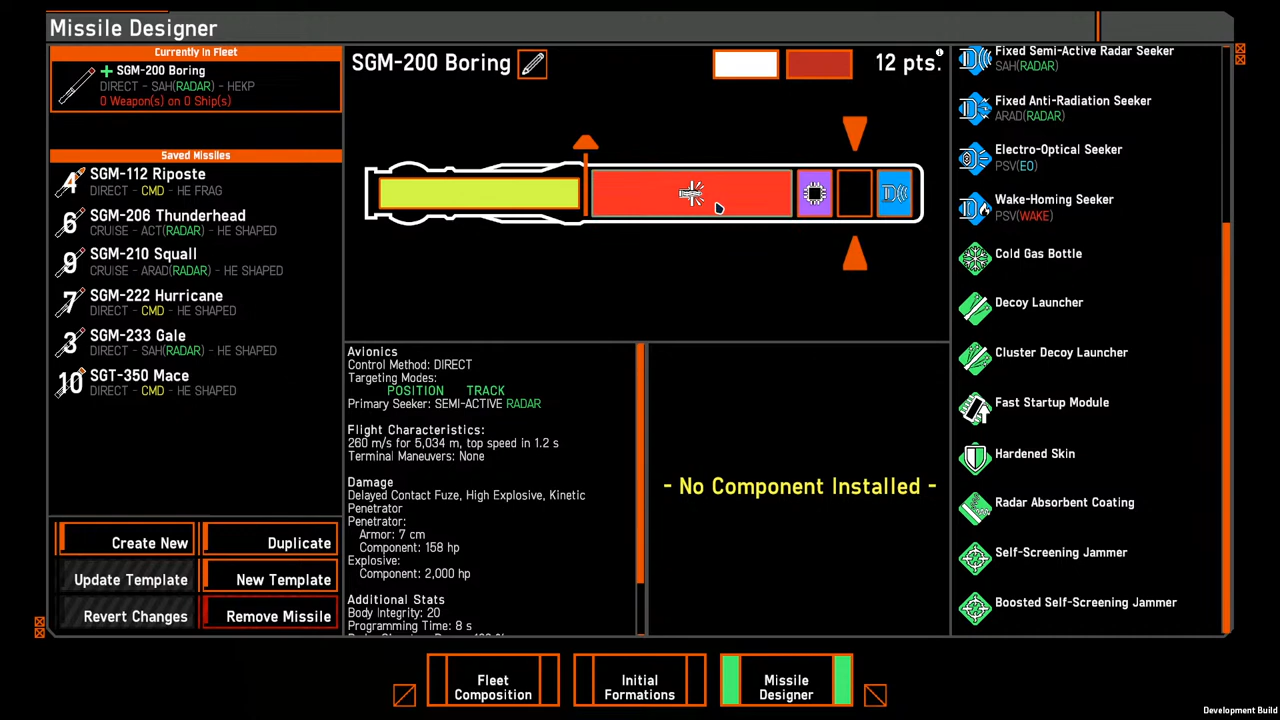 Missile Designer
Currently In Fleet
+ SGM-200 Boring
DIRECT - SAH(RADAR) - HEKP
0 Weapon(s) on 0 Ship(s)
Saved Missiles
4 SGM-112 Riposte
DIRECT - CMD - HE FRAG
6 SGM-206 Thunderhead
CRUISE - ACT(RADAR) - HE SHAPED
9 SGM-210 Squall
CRUISE - ARAD(RADAR) - HE SHAPED
7 SGM-222 Hurricane
DIRECT - CMD - HE SHAPED
3 SGM-233 Gale
DIRECT - SAH(RADAR) - HE SHAPED
10 SGT-350 Mace
DIRECT - CMD - HE SHAPED
Create New
Duplicate
Update Template
New Template
Revert Changes
Remove Missile
SGM-200 Boring
12 pts.
Avionics
Control Method: DIRECT
Targeting Modes:
POSITION TRACK
Primary Seeker: SEMI-ACTIVE RADAR
Flight Characteristics:
260 m/s for 5,034 m, top speed in 1.2 s
Terminal Maneuvers: None
Damage
Delayed Contact Fuze, High Explosive, Kinetic
Penetrator
Penetrator:
Armor: 7 cm
Component: 158 hp
Explosive:
Component: 2,000 hp
Additional Stats
Body Integrity: 20
Programming Time: 8 s
- No Component Installed -
Fixed Semi-Active Radar Seeker
SAH(RADAR)
Fixed Anti-Radiation Seeker
ARAD(RADAR)
Electro-Optical Seeker
PSV(EO)
Wake-Homing Seeker
PSV(WAKE)
Cold Gas Bottle
Decoy Launcher
Cluster Decoy Launcher
Fast Startup Module
Hardened Skin
Radar Absorbent Coating
Self-Screening Jammer
Boosted Self-Screening Jammer
Fleet
Composition
Initial
Formations
Missile
Designer
Development Build